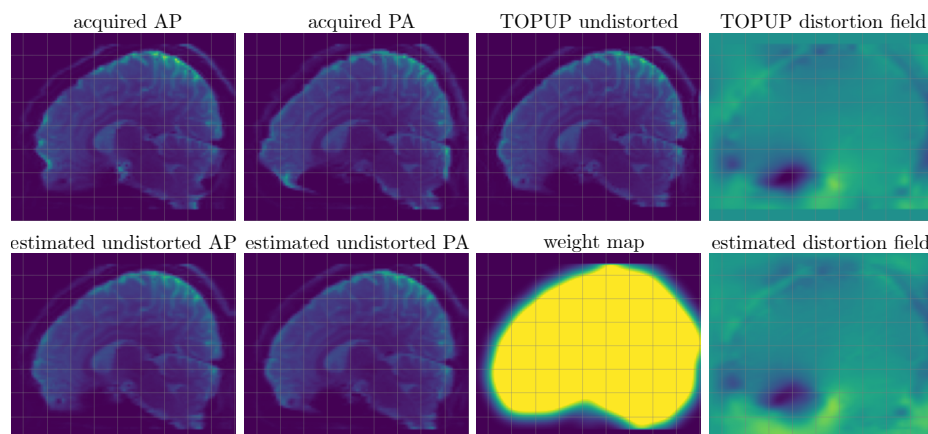 acquired AP
acquired PA
TOPUP undistorted
TOPUP distortion field
estimated undistorted AP
estimated undistorted PA
weight map
estimated distortion field